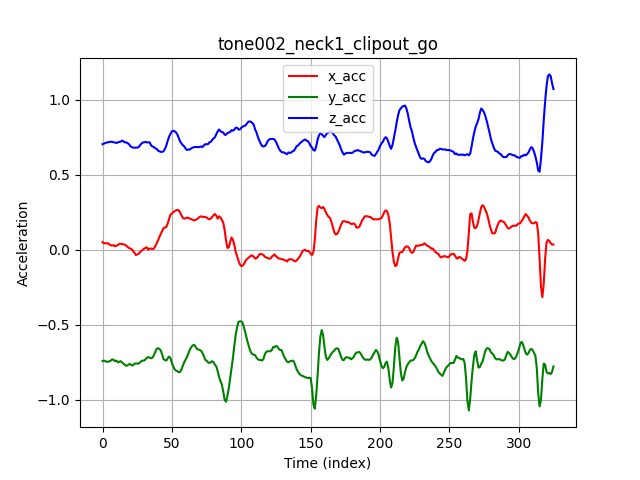 tone002_neck1_clipout_go
x_acc
y_acc
z_acc
1.0
0.5
0.0
−0.5
−1.0
Acceleration
0 50 100 150 200 250 300
Time (index)